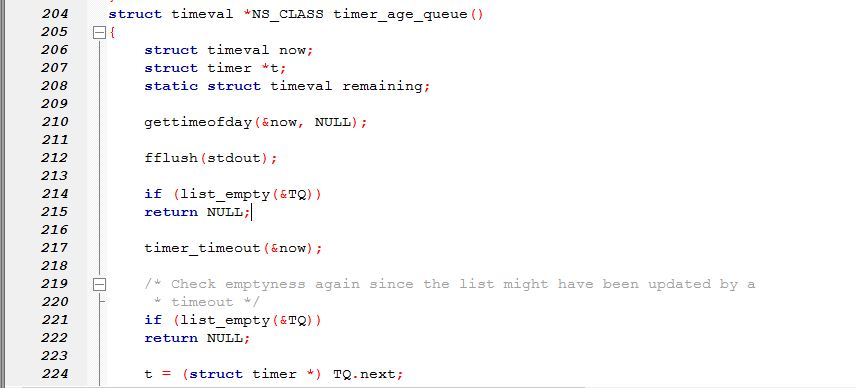 204 struct timeval *NS_CLASS timer_age_queue()
205 {
206 struct timeval now;
207 struct timer *t;
208 static struct timeval remaining;
209
210 gettimeofday(&now, NULL);
211
212 fflush(stdout);
213
214 if (list_empty(&TQ))
215 return NULL;
216
217 timer_timeout(&now);
218
219 /* Check emptyness again since the list might have been updated by a
220 * timeout */
221 if (list_empty(&TQ))
222 return NULL;
223
224 t = (struct timer *) TQ.next;